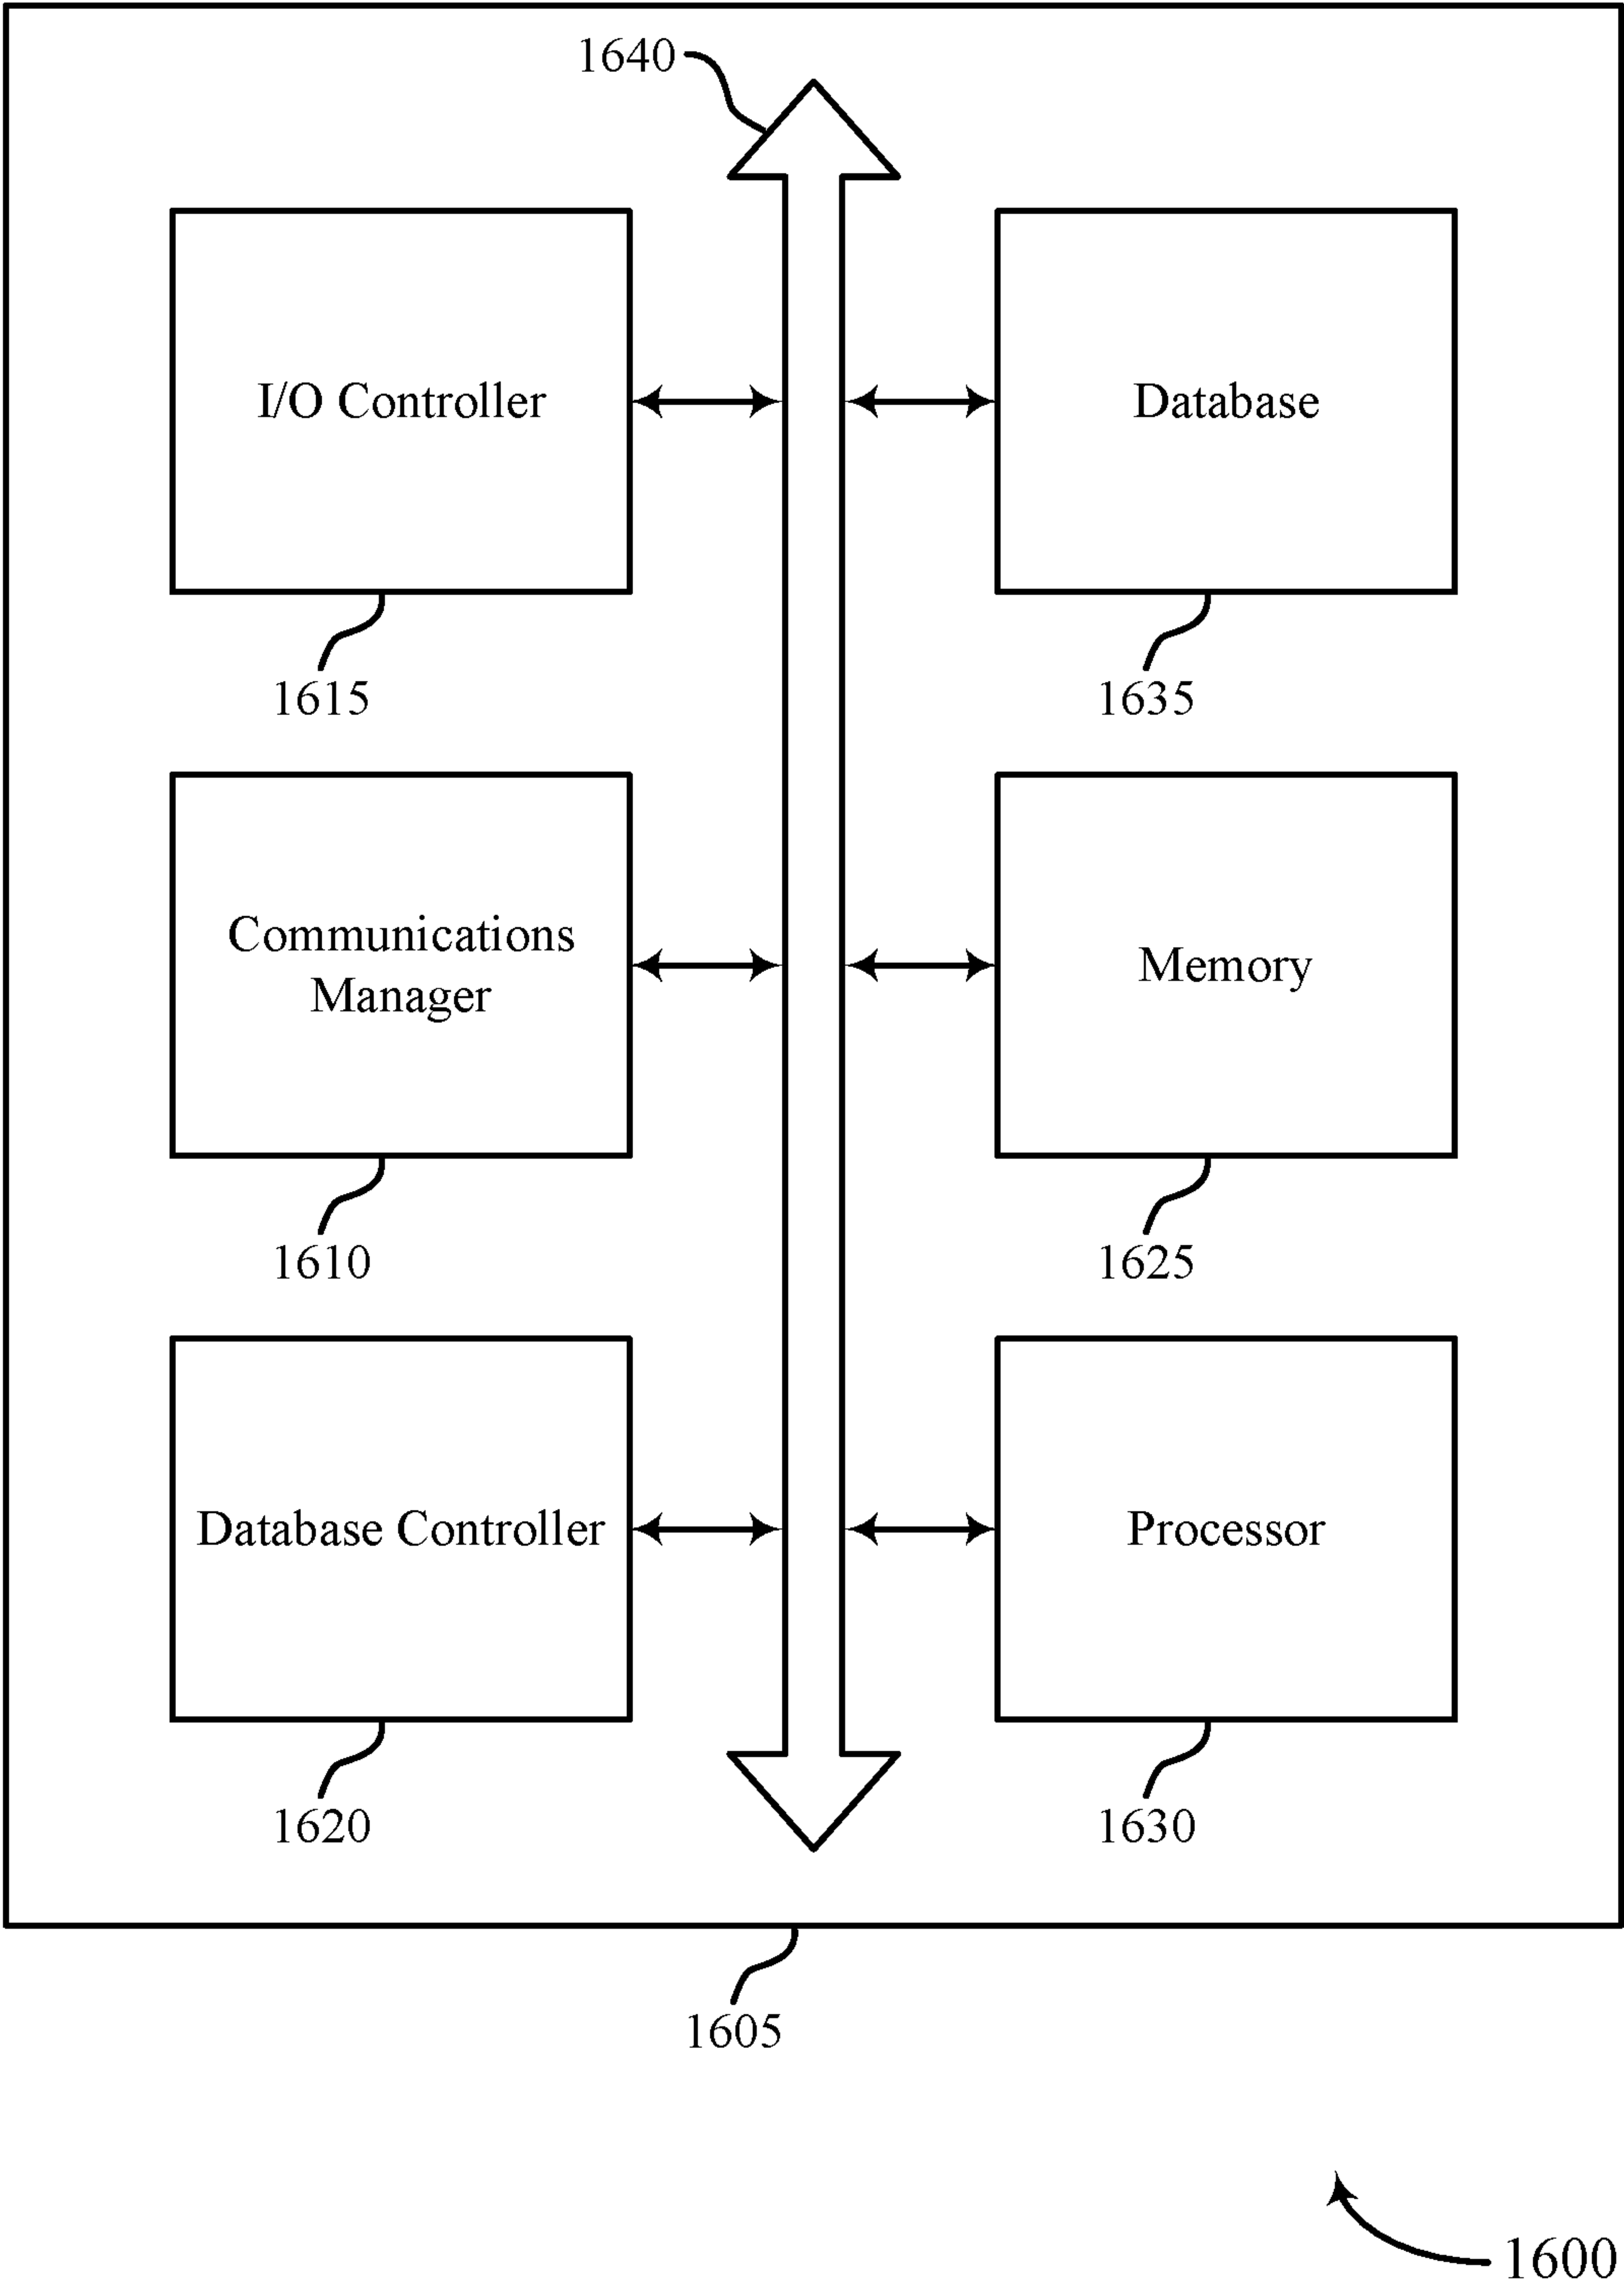 1640
I/O Controller
Database
1615
1635
Communications
Manager
Memory
1610
1625
Database Controller
Processor
1620
1630
1605
1600